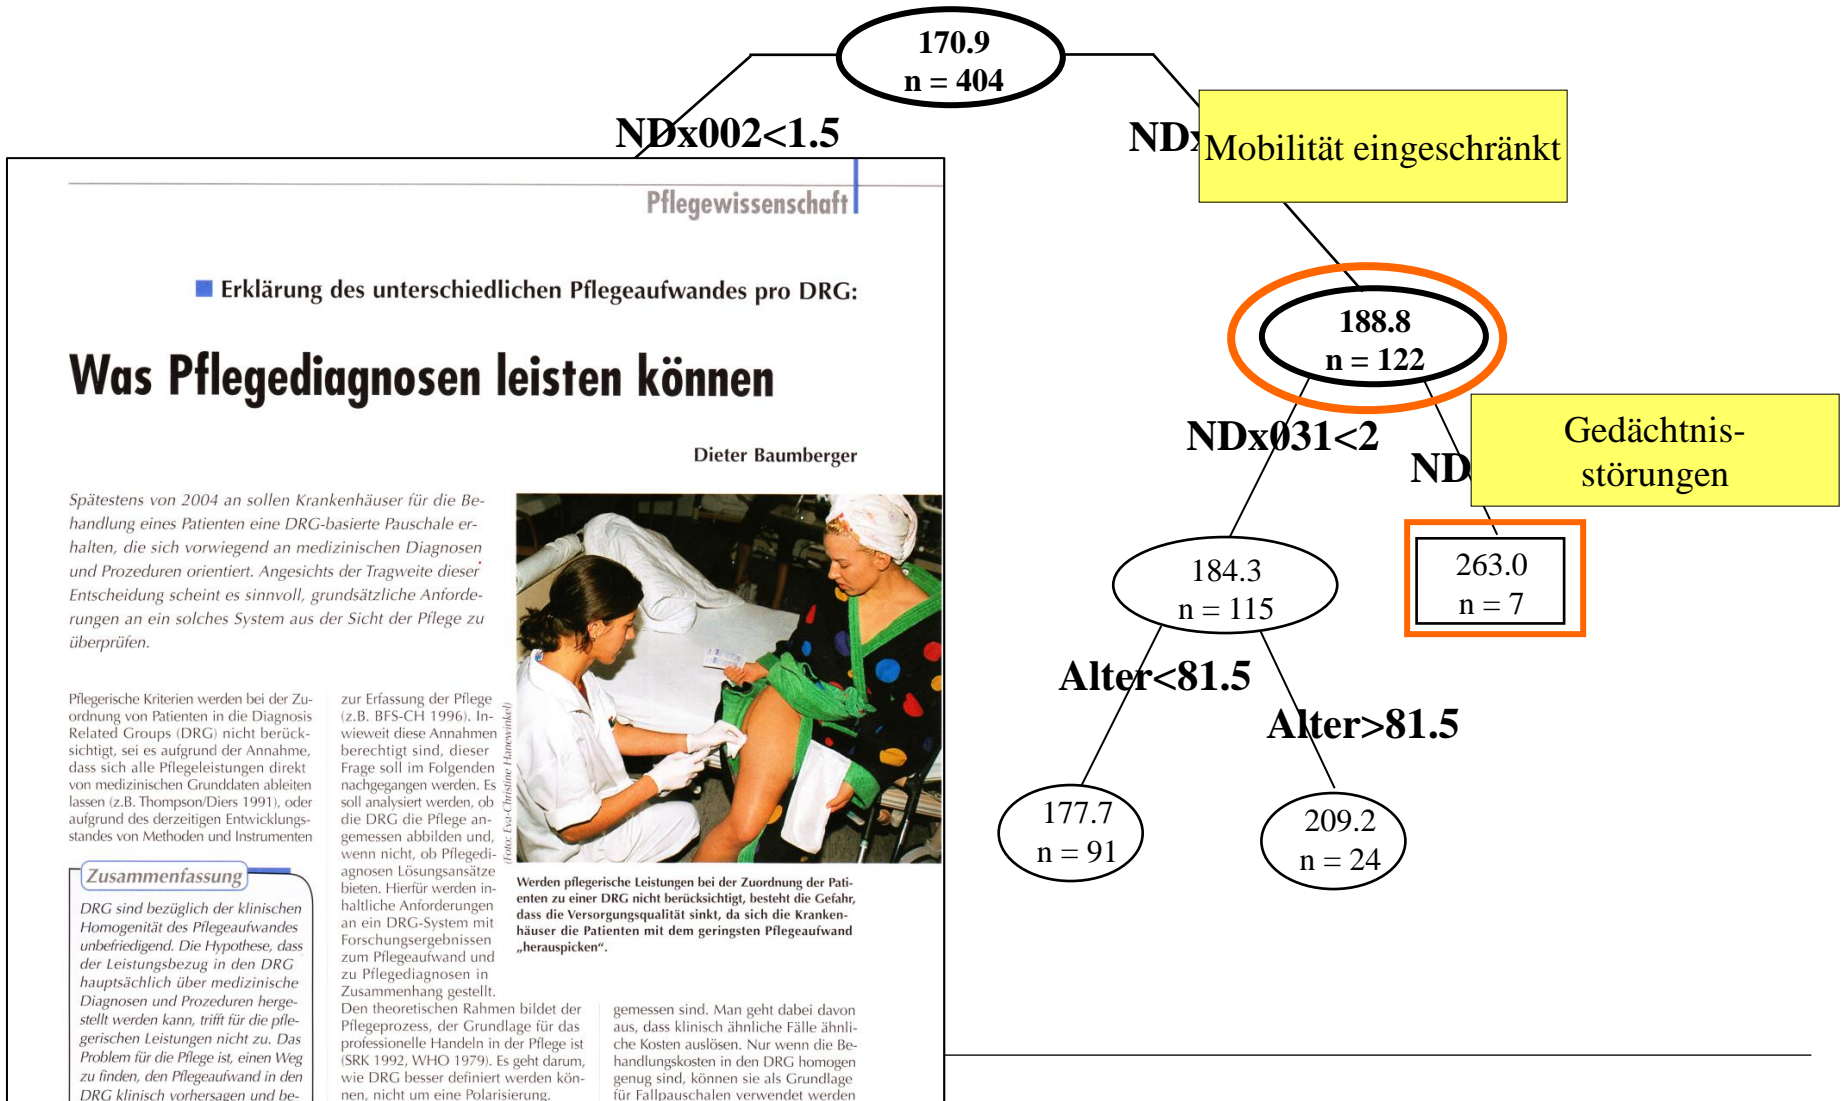 170.9
n = 404
NDx002<1.5
Mobilität eingeschränkt
188.8
n = 122
NDx031<2
Gedächtnis-
störungen
184.3
n = 115
263.0
n = 7
Alter<81.5
Alter>81.5
177.7
n = 91
209.2
n = 24
Pflegewissenschaft
Erklärung des unterschiedlichen Pflegeaufwandes pro DRG:
Was Pflegediagnosen leisten können
Dieter Baumberger
Spätestens von 2004 an sollen Krankenhäuser für die Be-
handlung eines Patienten eine DRG-basierte Pauschale er-
halten, die sich vorwiegend an medizinischen Diagnosen
und Prozeduren orientiert. Angesichts der Tragweite dieser
Entscheidung scheint es sinnvoll, grundsätzliche Anforde-
rungen an ein solches System aus der Sicht der Pflege zu
überprüfen.
Pflegerische Kriterien werden bei der Zu-
ordnung von Patienten in die Diagnosis
Related Groups (DRG) nicht berück-
sichtigt, sei es aufgrund der Annahme,
dass sich alle Pflegeleistungen direkt
von medizinischen Grunddaten ableiten
lassen (z.B. Thompson/Diers 1991), oder
aufgrund des derzeitigen Entwicklungs-
standes von Methoden und Instrumenten
Zusammenfassung
DRG sind bezüglich der klinischen
Homogenität des Pflegeaufwandes
unbefriedigend. Die Hypothese, dass
der Leistungsbezug in den DRG
hauptsächlich über medizinische
Diagnosen und Prozeduren herge-
stellt werden kann, trifft für die pfle-
gerischen Leistungen nicht zu. Das
Problem für die Pflege ist, einen Weg
zu finden, den Pflegeaufwand in den
DRG klinisch vorhersagen und be-
zur Erfassung der Pflege
(z.B. BFS-CH 1996). In-
wieweit diese Annahmen
berechtigt sind, dieser
Frage soll im Folgenden
nachgegangen werden. Es
soll analysiert werden, ob
die DRG die Pflege an-
gemessen abbilden und,
wenn nicht, ob Pflegedi-
agnosen Lösungsansätze
bieten. Hierfür werden in-
haltliche Anforderungen
an ein DRG-System mit
Forschungsergebnissen
zum Pflegeaufwand und
zu Pflegediagnosen in
Zusammenhang gestellt.
Den theoretischen Rahmen bildet der
Pflegeprozess, der Grundlage für das
professionelle Handeln in der Pflege ist
(SRK 1992, WHO 1979). Es geht darum,
wie DRG besser definiert werden kön-
nen, nicht um eine Polarisierung.
(Foto: Eva-Christine Hanewinkel)
Werden pflegerische Leistungen bei der Zuordnung der Pati-
enten zu einer DRG nicht berücksichtigt, besteht die Gefahr,
dass die Versorgungsqualität sinkt, da sich die Kranken-
häuser die Patienten mit dem geringsten Pflegeaufwand
„herauspicken“.
gemessen sind. Man geht dabei davon
aus, dass klinisch ähnliche Fälle ähnli-
che Kosten auslösen. Nur wenn die Be-
handlungskosten in den DRG homogen
genug sind, können sie als Grundlage
für Fallpauschalen verwendet werden